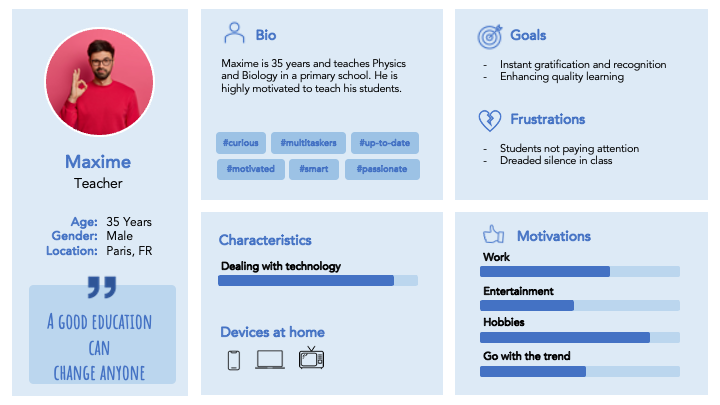 Maxime
Teacher
Age: 35 Years
Gender: Male
Location: Paris, FR
”
A GOOD EDUCATION
CAN
CHANGE ANYONE
Bio
Maxime is 35 years and teaches Physics
and Biology in a primary school. He is
highly motivated to teach his students.
#curious #multitaskers #up-to-date
#motivated #smart #passionate
Goals
- Instant gratification and recognition
- Enhancing quality learning
Frustrations
- Students not paying attention
- Dreaded silence in class
Characteristics
Dealing with technology
Devices at home
Motivations
Work
Entertainment
Hobbies
Go with the trend